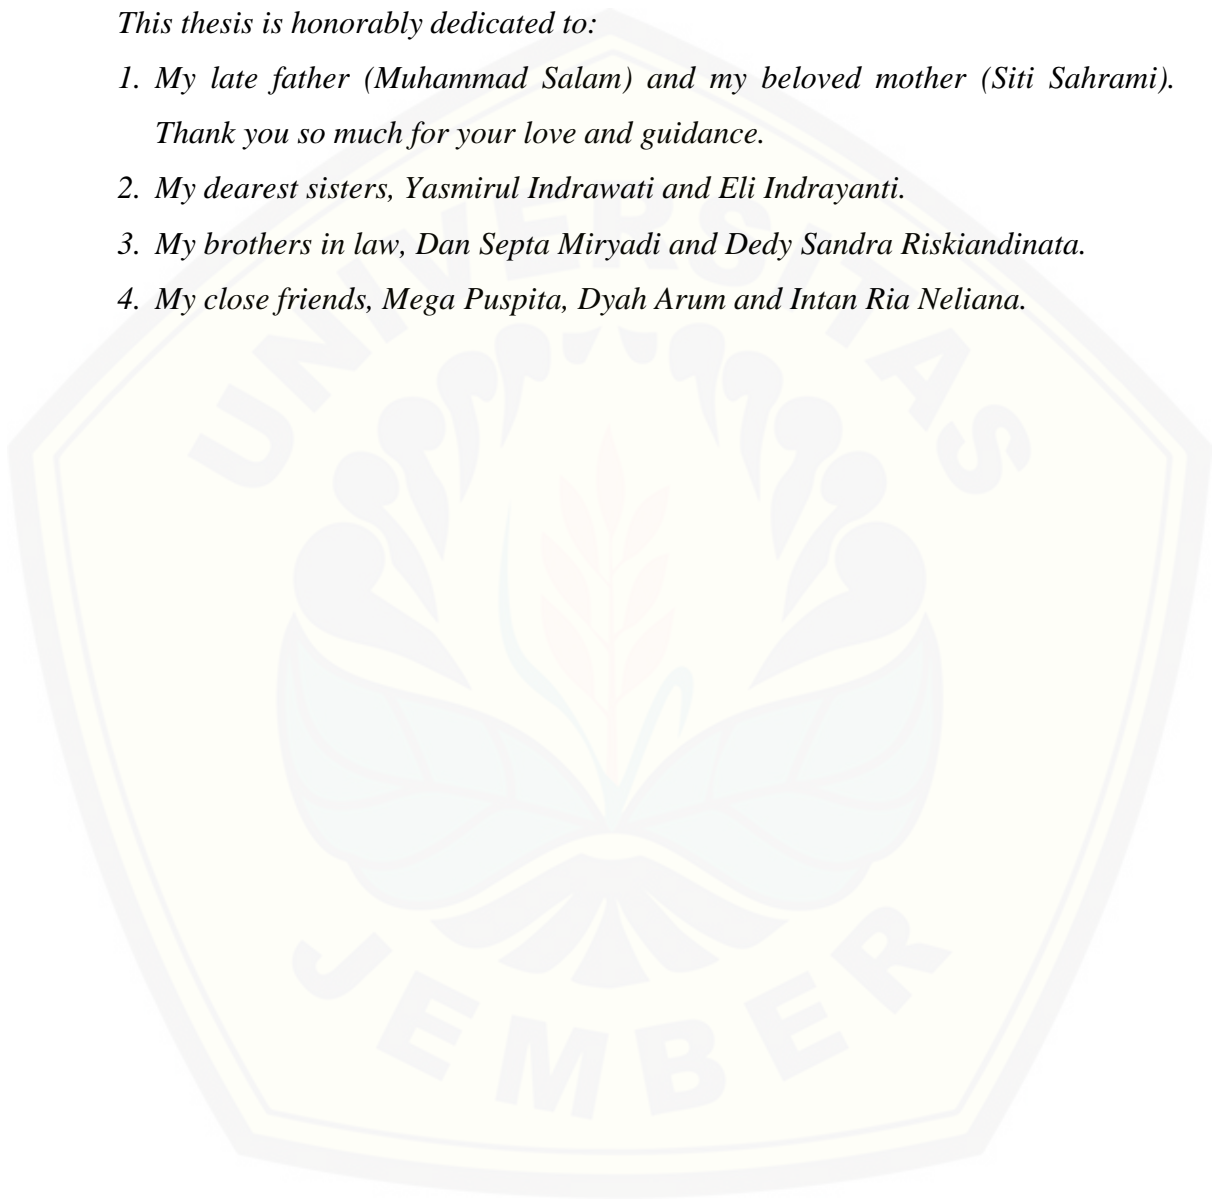 This thesis is honorably dedicated to:
1. My late father (Muhammad Salam) and my beloved mother (Siti Sahrami).
Thank you so much for your love and guidance.
2. My dearest sisters, Yasmirul Indrawati and Eli Indrayanti.
3. My brothers in law, Dan Septa Miryadi and Dedy Sandra Riskiandinata.
4. My close friends, Mega Puspita, Dyah Arum and Intan Ria Neliana.
UNIVERSITAS
JEMBER